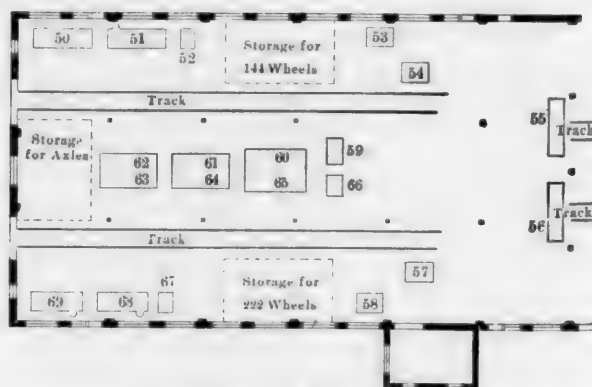 50
51
52
Storage for
144 Wheels
53
54
Track
Storage
for Axles
62
63
61
64
60
65
59
66
55
Track
56
Track
Track
67
69
68
Storage for
222 Wheels
57
58